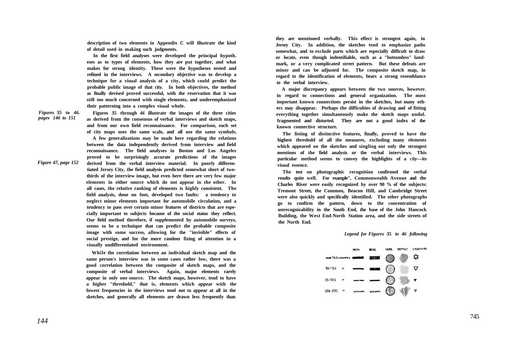 description of two elements in Appendix C will illustrate the kind
of detail used in making such judgments.
In the first field analyses were developed the principal hypoth-
eses as to types of elements, how they are put together, and what
makes for strong identity. These were the hypotheses tested and
refined in the interviews. A secondary objective was to develop a
technique for a visual analysis of a city, which could predict the
probable public image of that city. In both objectives, the method
as finally devised proved successful, with the reservation that it was
still too much concerned with single elements, and underemphasized
their patterning into a complex visual whole.
Figures 35 to 46,
pages 146 to 151
Figures 35 through 46 illustrate the images of the three cities
as derived from the consensus of verbal interviews and sketch maps,
and from our own field reconnaissance. For comparison, each set
of city maps uses the same scale, and all use the same symbols.
A few generalizations may be made here regarding the relations
between the data independently derived from interview and field
reconnaissance. The field analyses in Boston and Los Angeles
proved to be surprisingly accurate predictions of the images
Figure 47, page 152
derived from the verbal interview material. In poorly differen-
tiated Jersey City, the field analysis predicted somewhat short of two-
thirds of the interview image, but even here there are very few major
elements in either source which do not appear in the other. In
all cases, the relative ranking of elements is highly consistent. The
field analysis, done on foot, developed two faults: a tendency to
neglect minor elements important for automobile circulation, and a
tendency to pass over certain minor features of districts that are espe-
cially important to subjects because of the social status they reflect.
Our field method therefore, if supplemented by automobile surveys,
seems to be a technique that can predict the probable composite
image with some success, allowing for the "invisible" effects of
social prestige, and for the more random fixing of attention in a
visually undifferentiated environment.
While the correlation between an individual sketch map and the
same person's interview was in some cases rather low, there was a
good correlation between the composite of sketch maps, and the
composite of verbal interviews. Again, major elements rarely
appear in only one source. The sketch maps, however, tend to have
a higher "threshold," that is, elements which appear with the
lowest frequencies in the interviews tend not to appear at all in the
sketches, and generally all elements are drawn less frequently than
144
they are mentioned verbally. This effect is strongest again, in
Jersey City. In addition, the sketches tend to emphasize paths
somewhat, and to exclude parts which are especially difficult to draw
or locate, even though indentifiable, such as a "bottomless" land-
mark, or a very complicated street pattern. But these defeats are
minor and can be adjusted for. The composite sketch map, in
regard to the identification of elements, bears a strong resemblance
to the verbal interview.
A major discrepancy appears between the two sources, however,
in regard to connections and general organization. The most
important known connections persist in the sketches, but many oth-
ers may disappear. Perhaps the difficulties of drawing and of fitting
everything together simultaneously make the sketch maps unduly
fragmented and distorted. They are not a good index of the
known connective structure.
The listing of distinctive features, finally, proved to have the
highest threshold of all the measures, excluding many elements
which appeared on the sketches and singling out only the strongest
mentions of the field analysis or the verbal interviews. This
particular method seems to convey the highlights of a city—its
visual essence.
The test on photographic recognition confirmed the verbal
results quite well. For example, Commonwealth Avenue and the
Charles River were easily recognized by over 90 % of the subjects:
Tremont Street, the Common, Beacon Hill, and Cambridge Street
were also quickly and specifically identified. The other photographs
go to confirm the pattern, down to the concentration of
unrecognizability in the South End, the base of the John Hancock
Building, the West End-North Station area, and the side streets of
the North End.
Legend for Figures 35 to 46 following
PATH EDGE NODE DISTRICT LANDMARK
745